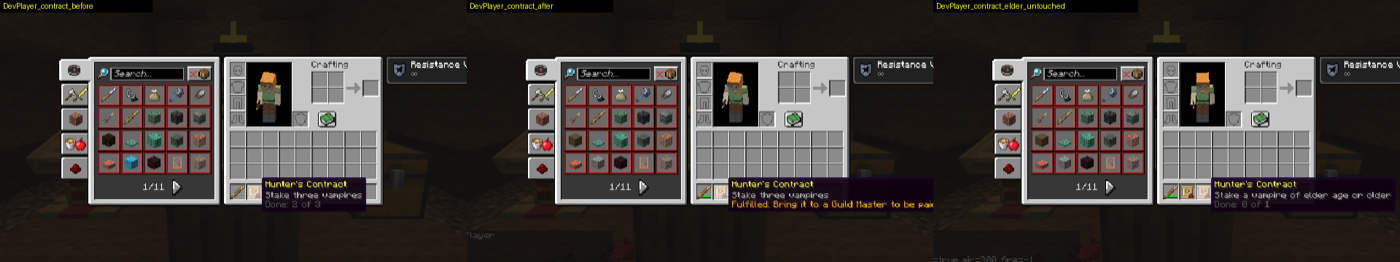 DevPlayer_contract_before
Search...
Crafting
Resistance V
∞
1/11
Hunter's Contract
Stake three vampires
Done: 2 of 3
DevPlayer_contract_after
Search...
Crafting
Resistance V
∞
1/11
Hunter's Contract
Stake three vampires
Fulfilled: Bring it to a Guild Master to be paid
DevPlayer_contract_elder_untouched
Search...
Crafting
Resistance V
∞
1/11
Hunter's Contract
Stake a vampire of elder age or older
Done: 0 of 1